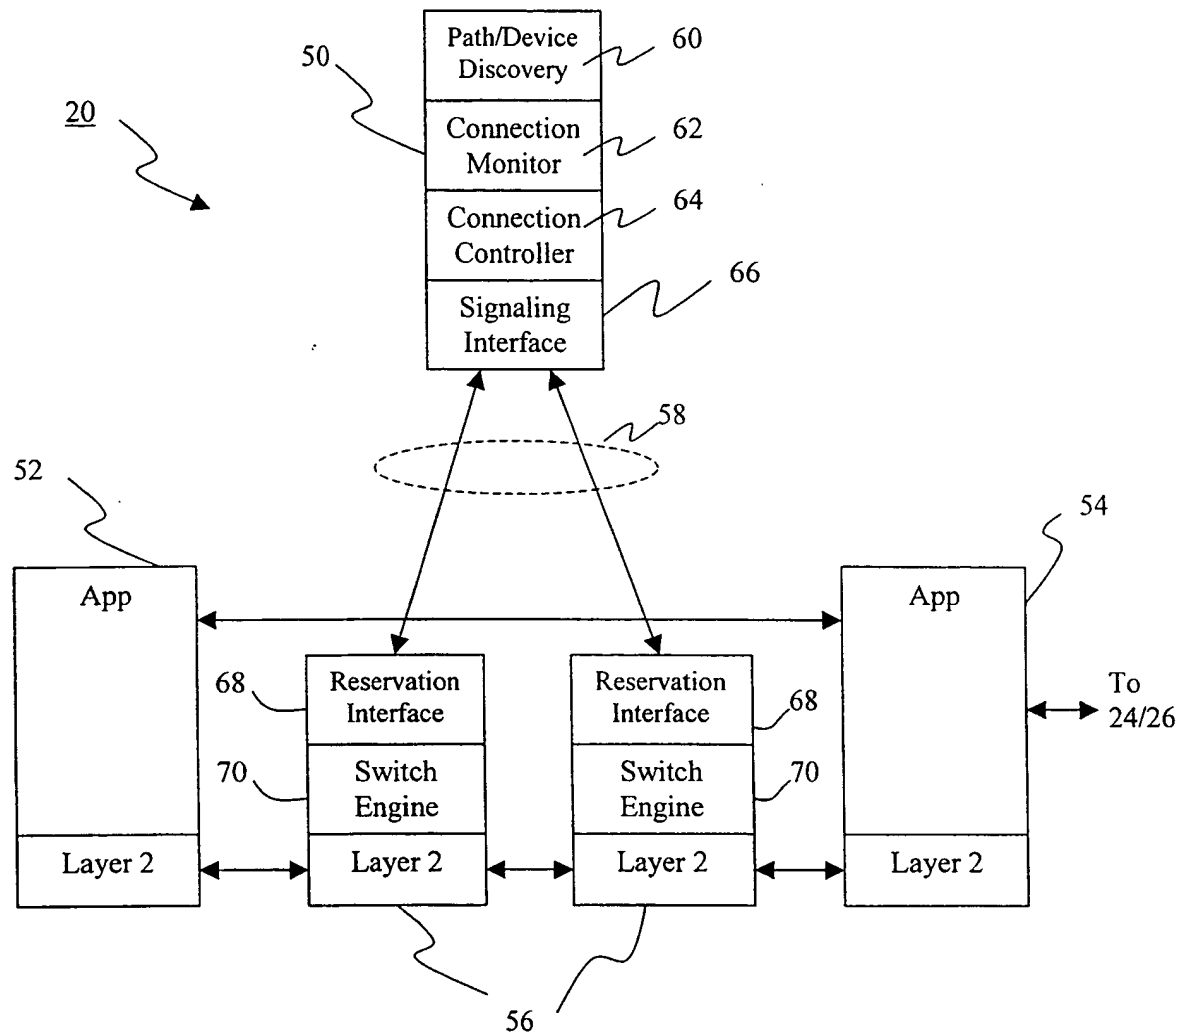 Path/Device
Discovery
60
50
20
Connection
Monitor
62
Connection
Controller
64
Signaling
Interface
66
58
52
54
App
App
Reservation
Interface
68
Reservation
Interface
68
To
24/26
Switch
Engine
70
Switch
Engine
70
Layer 2
Layer 2
Layer 2
Layer 2
56